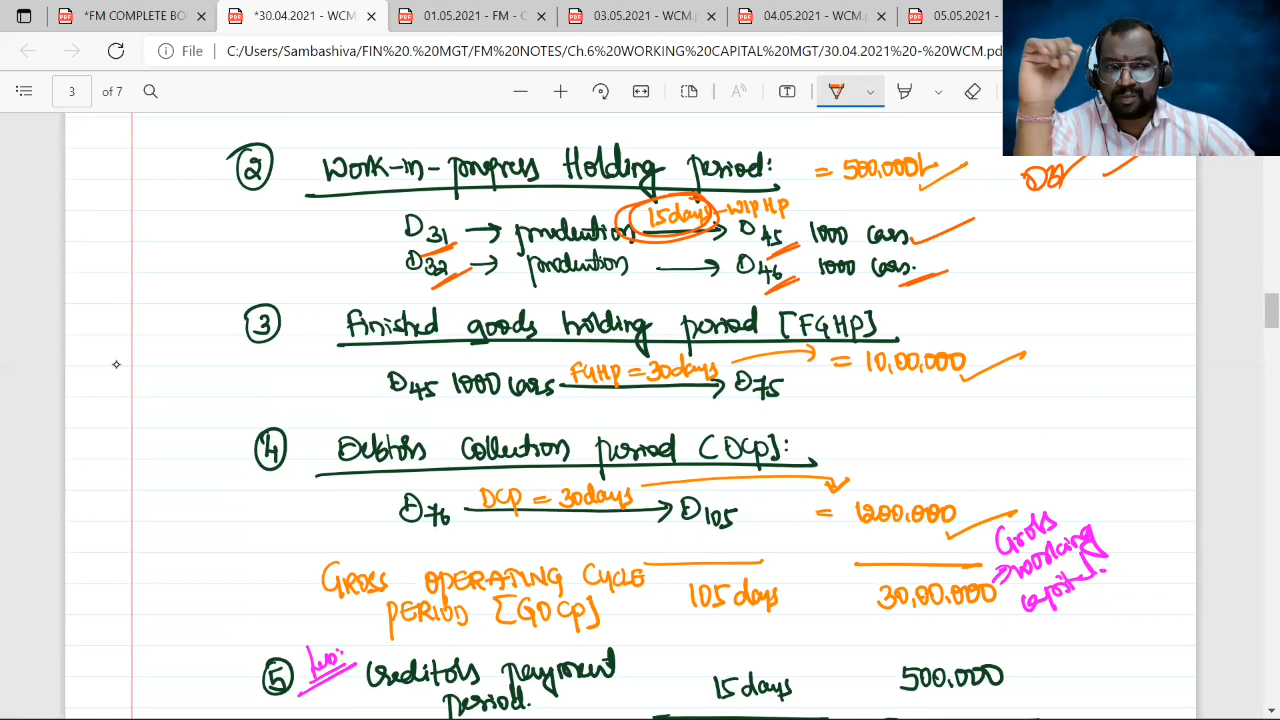 *FM COMPLETE BO
*30.04.2021 - WCM
01.05.2021 - FM - C
03.05.2021 - WCM.
04.05.2021 - WCM
05.05.2021 -
File C:/Users/Sambashiva/FIN%20.%20MGT/FM%20NOTES/Ch.6%20WORKING%20CAPITAL%20MGT/30.04.2021%20-%20WCM.pd
3 of 7
② Work-in-progress Holding period: = 500,000/
D31
15days - WIPHP
D31 → production → D45 1000 cars
D32 → production → D46 1000 cars.
③ Finished goods holding period [FGHP]
D45 1000 cars FGHP = 30days → D75 = 10,00,000
④ Debtors Collection period (DCP]:
D76 DCP = 30days → D105 = 1200,000
GROSS OPERATING CYCLE PERIOD [GOCP] 105 days 30,00,000
Gross
working
capital.
⑤ Less: Creditors payment
period. 15 days 500,000